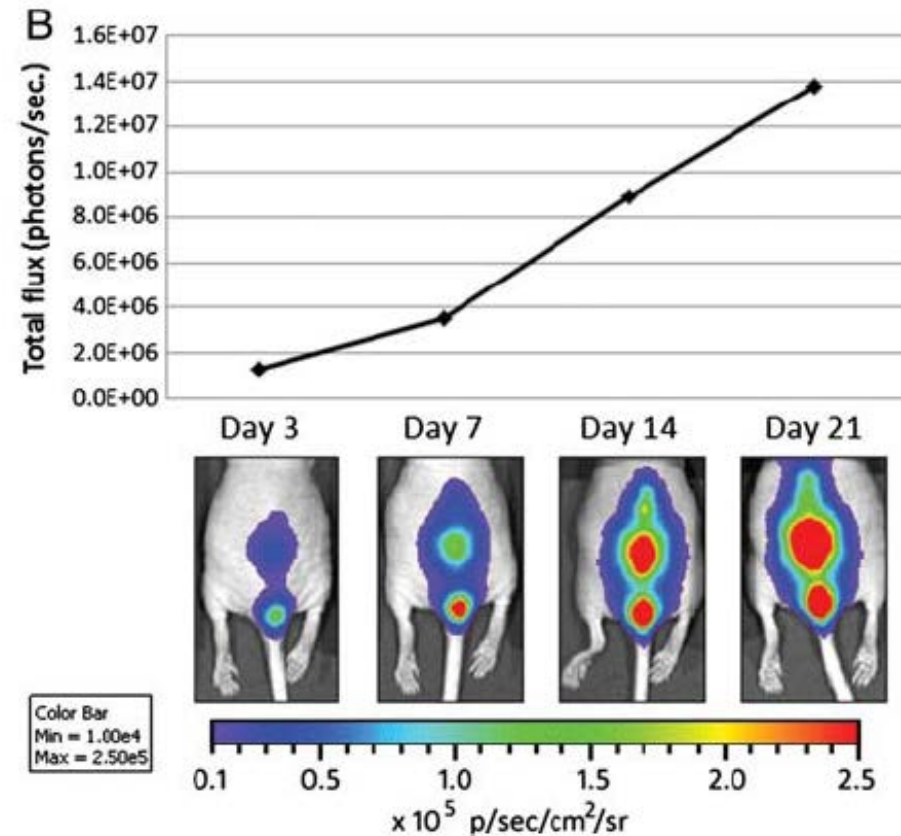 B
Total flux (photons/sec.)
1.6E+07
1.4E+07
1.2E+07
1.0E+07
8.0E+06
6.0E+06
4.0E+06
2.0E+06
0.0E+00
Day 3 Day 7 Day 14 Day 21
Color Bar
Min = 1.00e4
Max = 2.50e5
0.1 0.5 1.0 1.5 2.0 2.5
x 10⁵ p/sec/cm²/sr